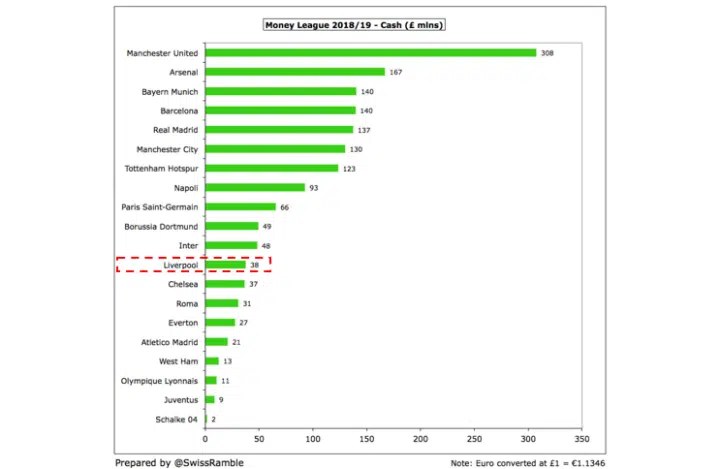 Money League 2018/19 - Cash (£ mins)
Manchester United 308
Arsenal 167
Bayern Munich 140
Barcelona 140
Real Madrid 137
Manchester City 130
Tottenham Hotspur 123
Napoli 93
Paris Saint-Germain 66
Borussia Dortmund 49
Inter 48
Liverpool 38
Chelsea 37
Roma 31
Everton 27
Atletico Madrid 21
West Ham 13
Olympique Lyonnais 11
Juventus 9
Schalke 04 2
0 50 100 150 200 250 300 350
Prepared by @SwissRamble Note: Euro converted at £1 = €1.1346